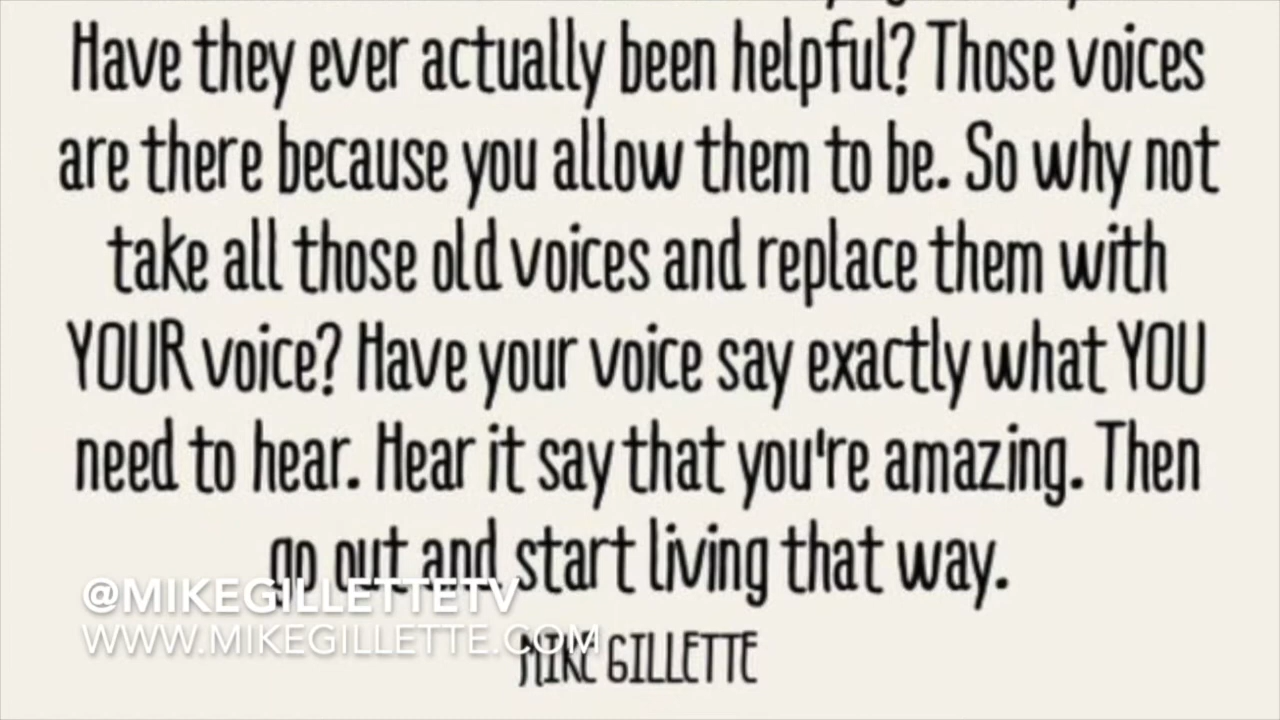 Have they ever actually been helpful? Those voices
are there because you allow them to be. So why not
take all those old voices and replace them with
YOUR voice? Have your voice say exactly what YOU
need to hear. Hear it say that you're amazing. Then
go out and start living that way.
@MIKEGILLETTETV
WWW.MIKEGILLETTE.COM
MIKE GILLETTE